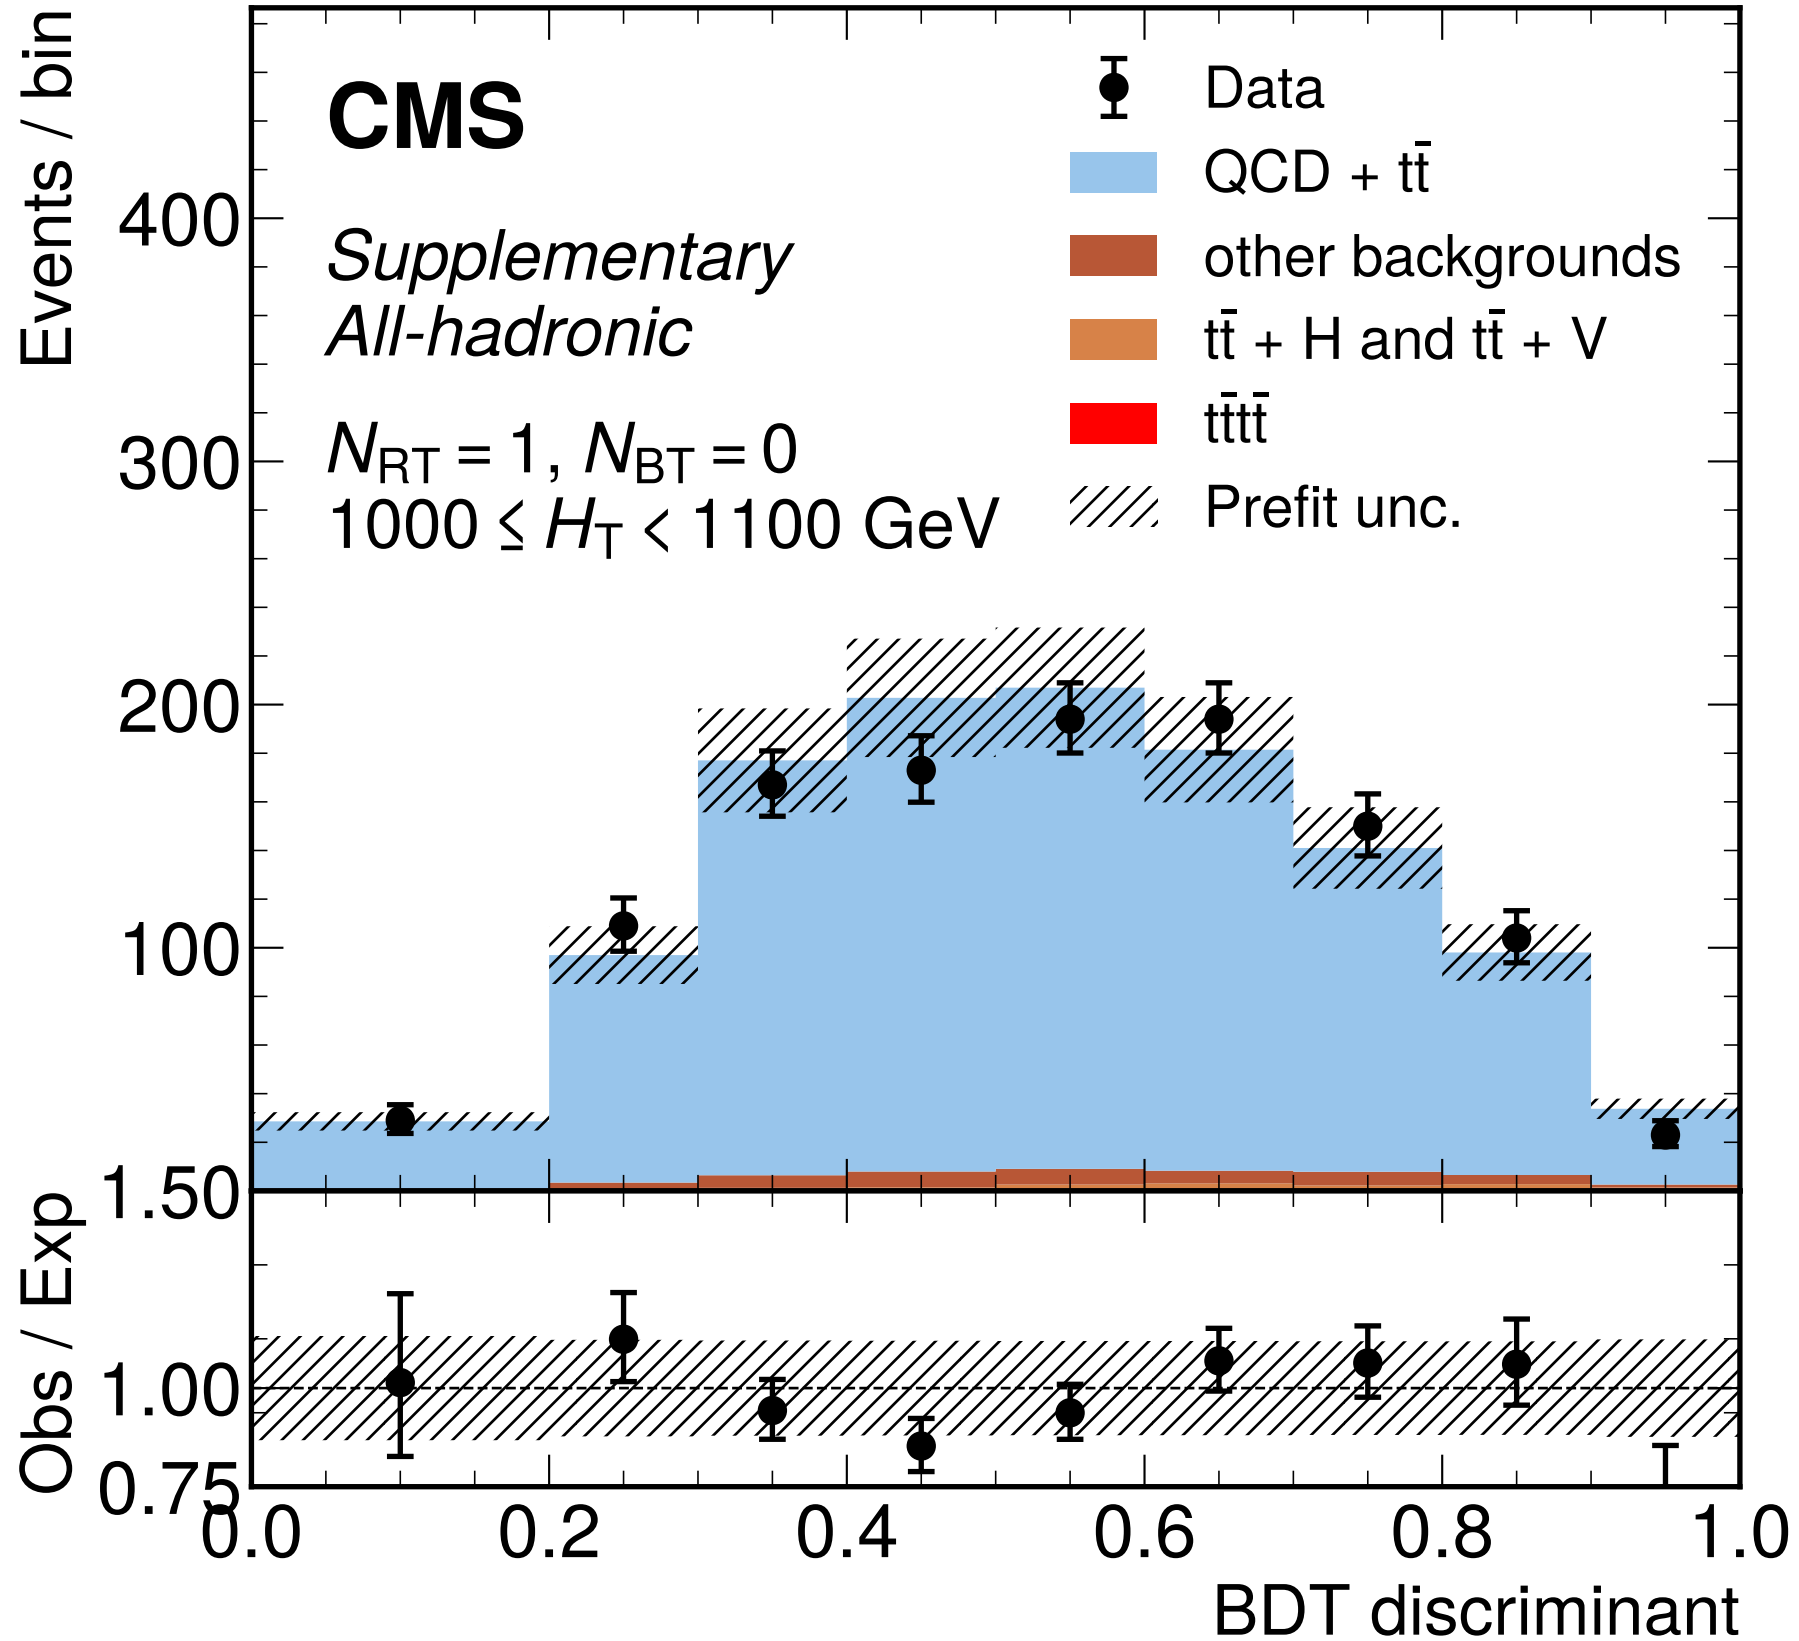 Events / bin
CMS
Supplementary
All-hadronic
N_RT = 1, N_BT = 0
1000 ≤ H_T < 1100 GeV
Data
QCD + tt̄
other backgrounds
tt̄ + H and tt̄ + V
tt̄tt̄
Prefit unc.
400
300
200
100
Obs / Exp
1.50
1.00
0.75
0.0 0.2 0.4 0.6 0.8 1.0
BDT discriminant